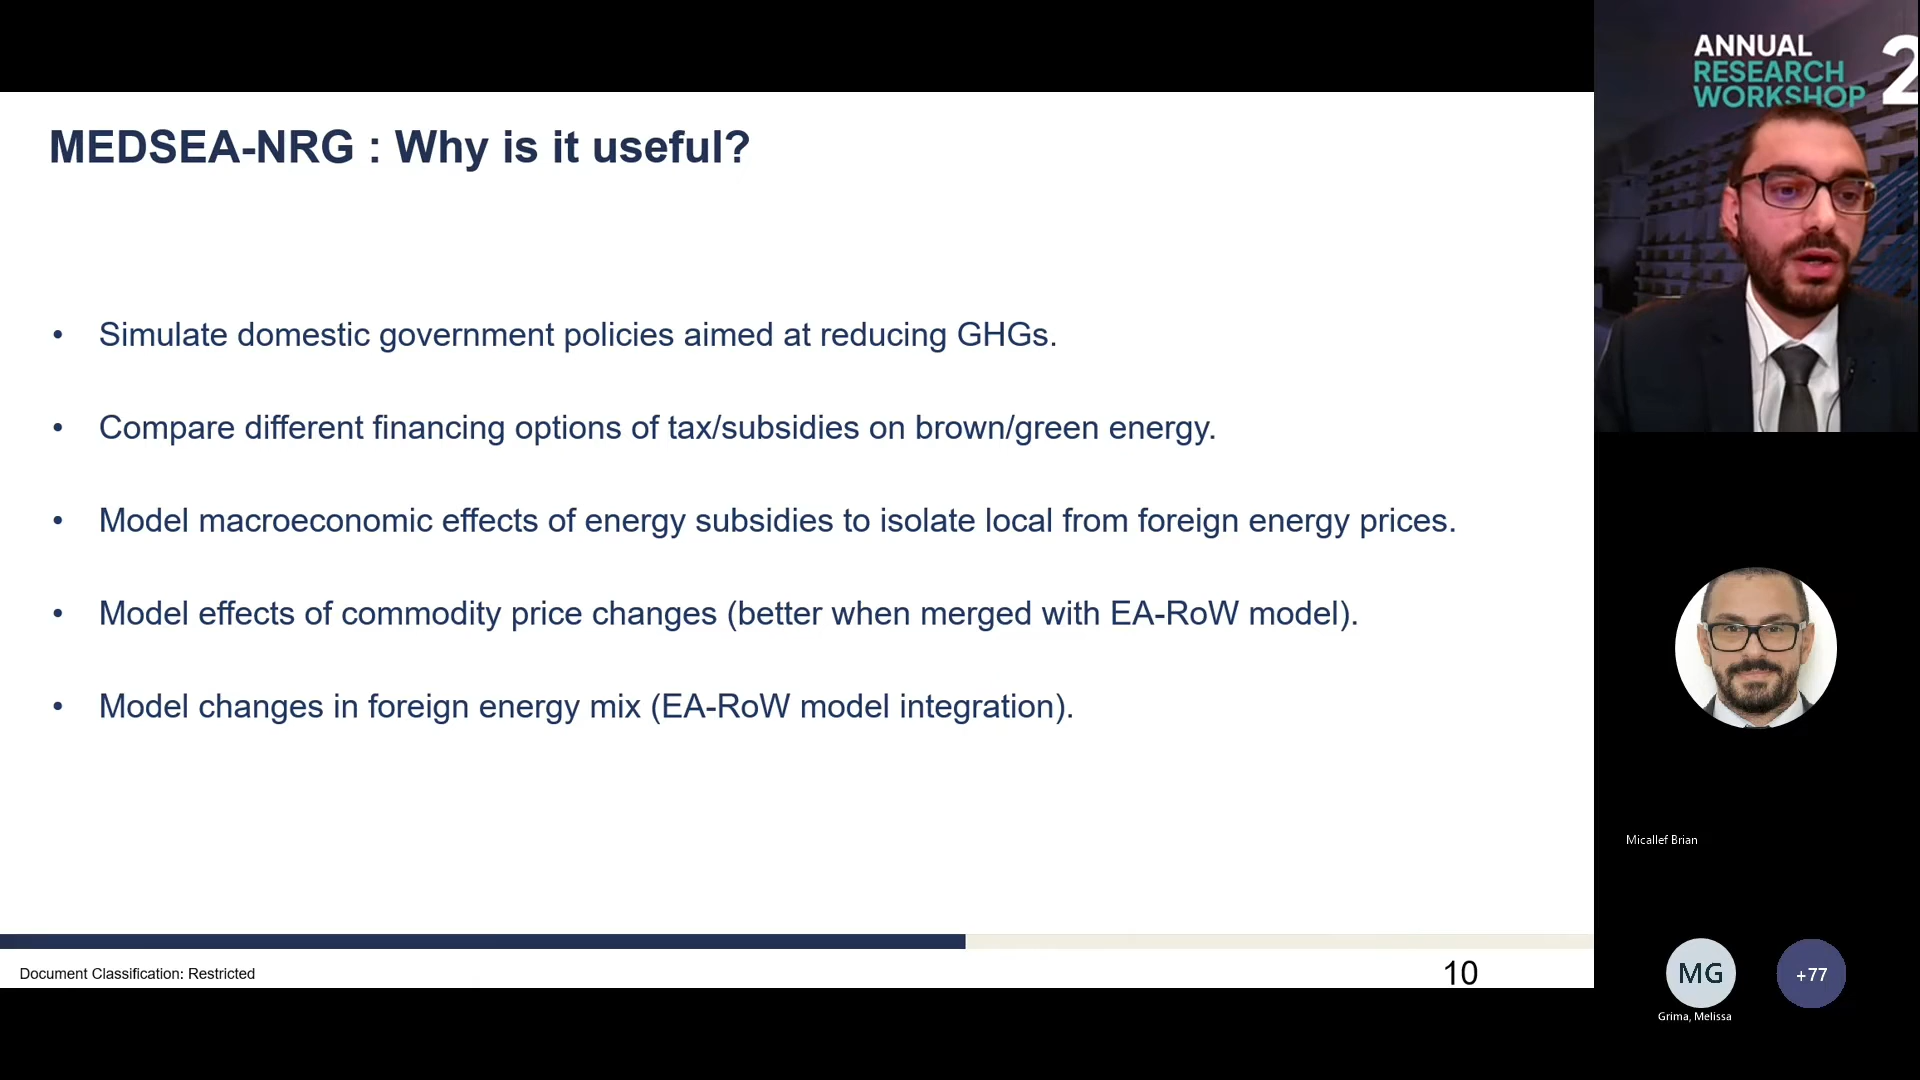 MEDSEA-NRG : Why is it useful?
• Simulate domestic government policies aimed at reducing GHGs.
• Compare different financing options of tax/subsidies on brown/green energy.
• Model macroeconomic effects of energy subsidies to isolate local from foreign energy prices.
• Model effects of commodity price changes (better when merged with EA-RoW model).
• Model changes in foreign energy mix (EA-RoW model integration).
Document Classification: Restricted
10
ANNUAL
RESEARCH
WORKSHOP
2
Micallef Brian
MG
+77
Grima, Melissa